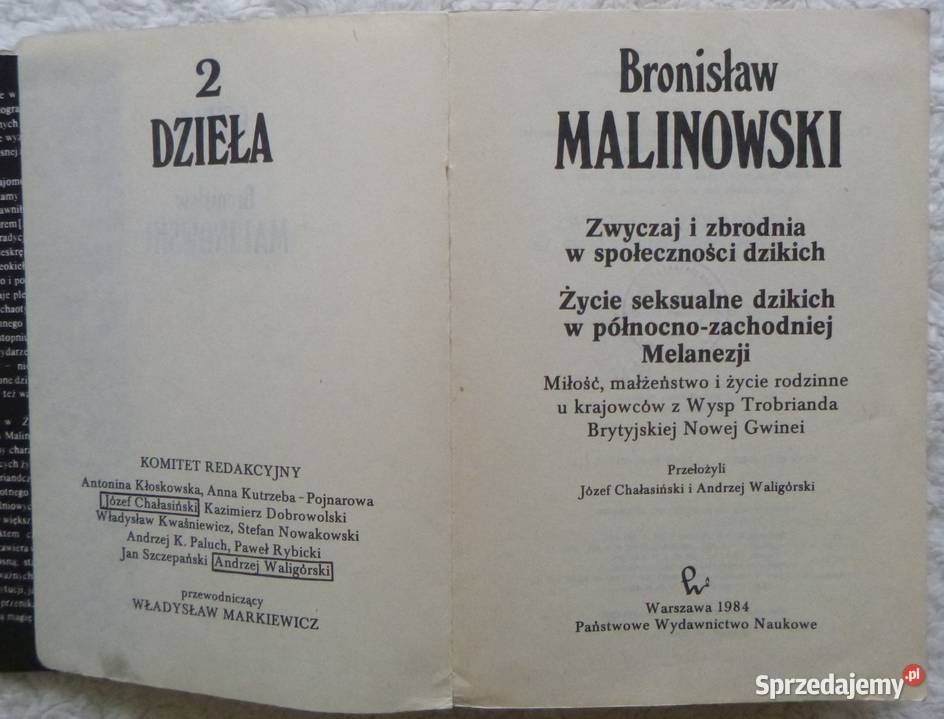 2
DZIEŁA
KOMITET REDAKCYJNY
Antonina Kłoskowska, Anna Kutrzeba-Pojnarowa
Józef Chałasiński Kazimierz Dobrowolski
Władysław Kwaśniewicz, Stefan Nowakowski
Andrzej K. Paluch, Paweł Rybicki
Jan Szczepański Andrzej Waligórski
przewodniczący
WŁADYSŁAW MARKIEWICZ
Bronisław
MALINOWSKI
Zwyczaj i zbrodnia
w społeczności dzikich
Życie seksualne dzikich
w północno-zachodniej
Melanezji
Miłość, małżeństwo i życie rodzinne
u krajowców z Wysp Trobrianda
Brytyjskiej Nowej Gwinei
Przełożyli
Józef Chałasiński i Andrzej Waligórski
Warszawa 1984
Państwowe Wydawnictwo Naukowe
Sprzedajemy.pl